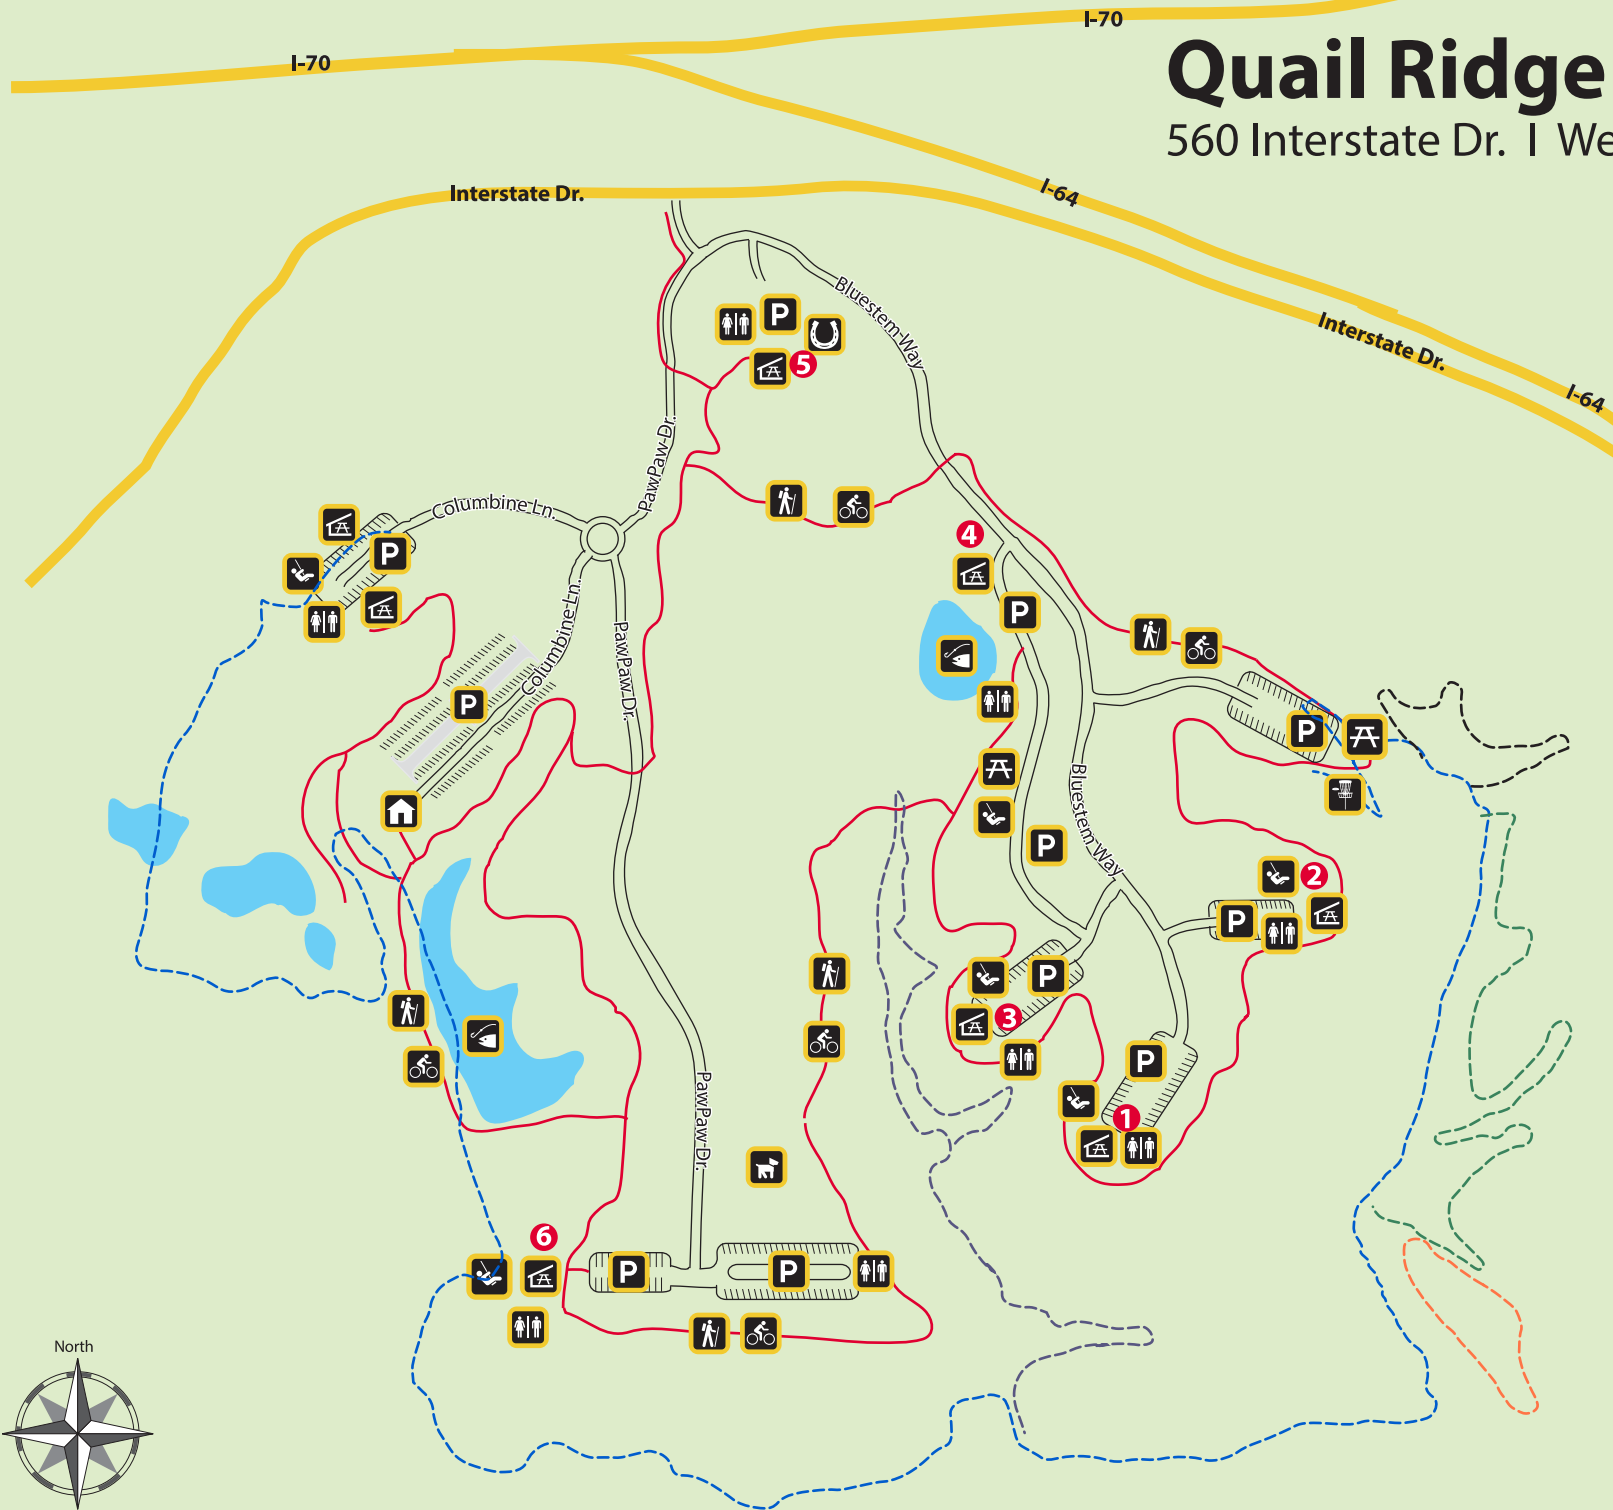 I-70
I-70
Quail Ridge
560 Interstate Dr. I We
Interstate Dr.
I-64
Bluestem Way
Interstate Dr.
I-64
P
5
PawPaw Dr.
Columbine Ln.
4
P
P
Columbine Ln.
PawPaw Dr.
P
P
Bluestem Way
P
2
P
P
3
P
PawPaw Dr.
1
6
P
P
North